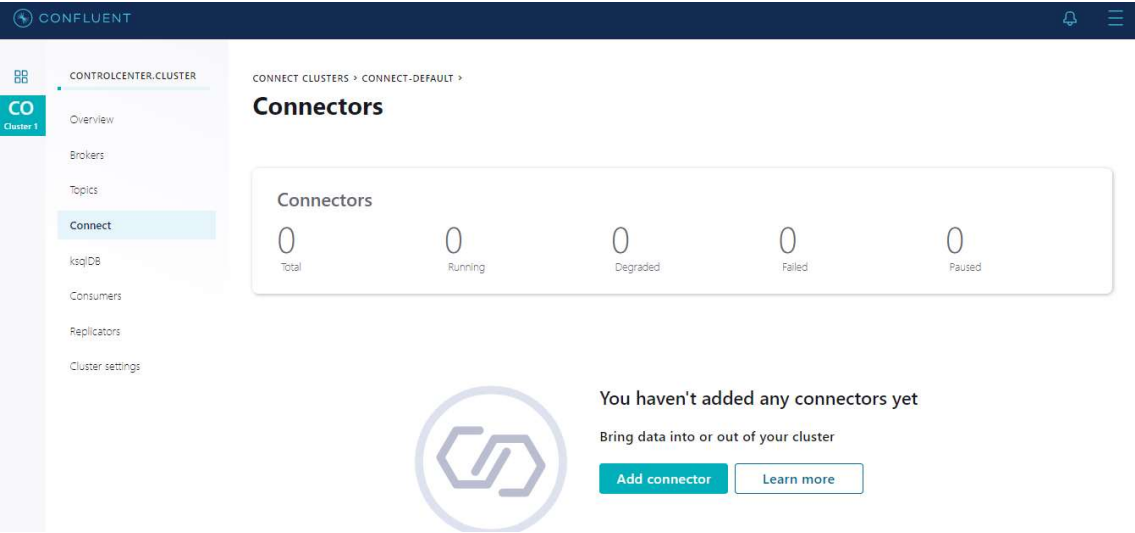 CONFLUENT
CO
Cluster 1
CONTROLCENTER.CLUSTER
Overview
Brokers
Topics
Connect
ksqlDB
Consumers
Replicators
Cluster settings
CONNECT CLUSTERS > CONNECT-DEFAULT >
Connectors
Connectors
0 0 0 0 0
Total Running Degraded Failed Paused
You haven't added any connectors yet
Bring data into or out of your cluster
Add connector Learn more